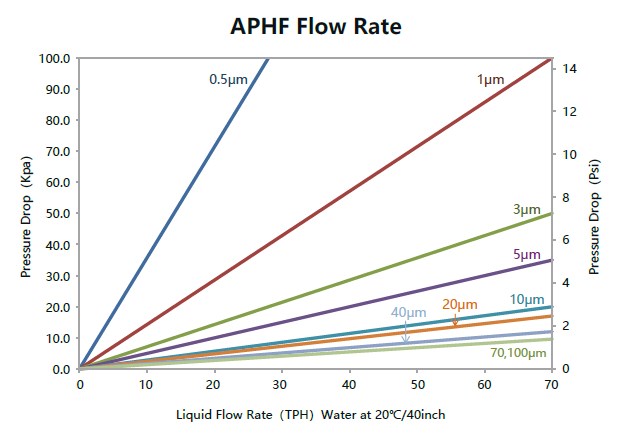 APHF Flow Rate
Pressure Drop (Kpa)
100.0
90.0
80.0
70.0
60.0
50.0
40.0
30.0
20.0
10.0
0.0
0.5μm
1μm
3μm
5μm
10μm
20μm
40μm
70,100μm
14
12
10
8
6
4
2
0
Pressure Drop (Psi)
0 10 20 30 40 50 60 70
Liquid Flow Rate (TPH) Water at 20℃/40inch